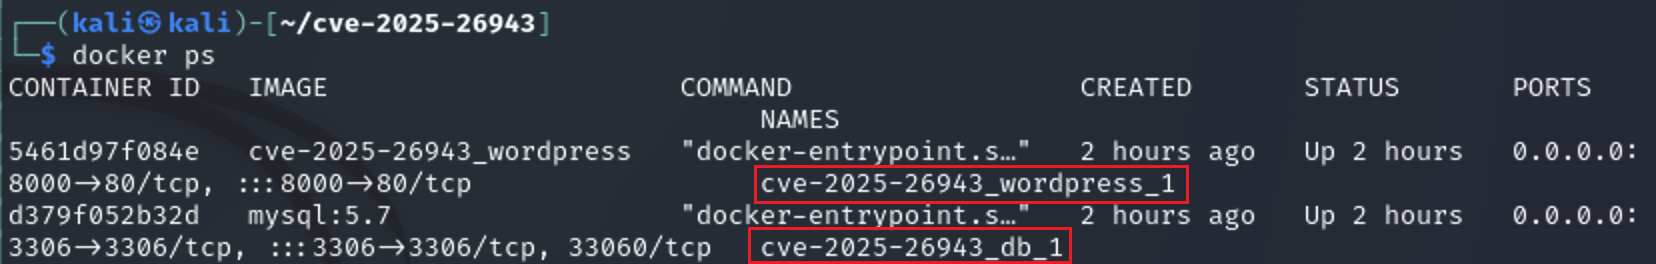 ┌──(kali㉿kali)-[~/cve-2025-26943]
└─$ docker ps
CONTAINER ID   IMAGE                      COMMAND                  CREATED       STATUS       PORTS
                                               NAMES
5461d97f084e   cve-2025-26943_wordpress   "docker-entrypoint.s…"   2 hours ago   Up 2 hours   0.0.0.0:
8000->80/tcp, :::8000->80/tcp                  cve-2025-26943_wordpress_1
d379f052b32d   mysql:5.7                  "docker-entrypoint.s…"   2 hours ago   Up 2 hours   0.0.0.0:
3306->3306/tcp, :::3306->3306/tcp, 33060/tcp   cve-2025-26943_db_1